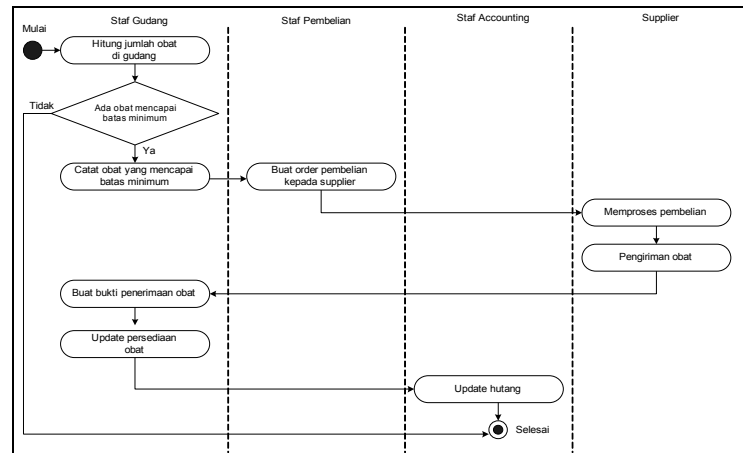 Staf Gudang
Staf Pembelian
Staf Accounting
Supplier
Mulai
Hitung jumlah obat
di gudang
Tidak
Ada obat mencapai
batas minimum
Ya
Catat obat yang mencapai
batas minimum
Buat order pembelian
kepada supplier
Memproses pembelian
Pengiriman obat
Buat bukti penerimaan obat
Update persediaan
obat
Update hutang
Selesai